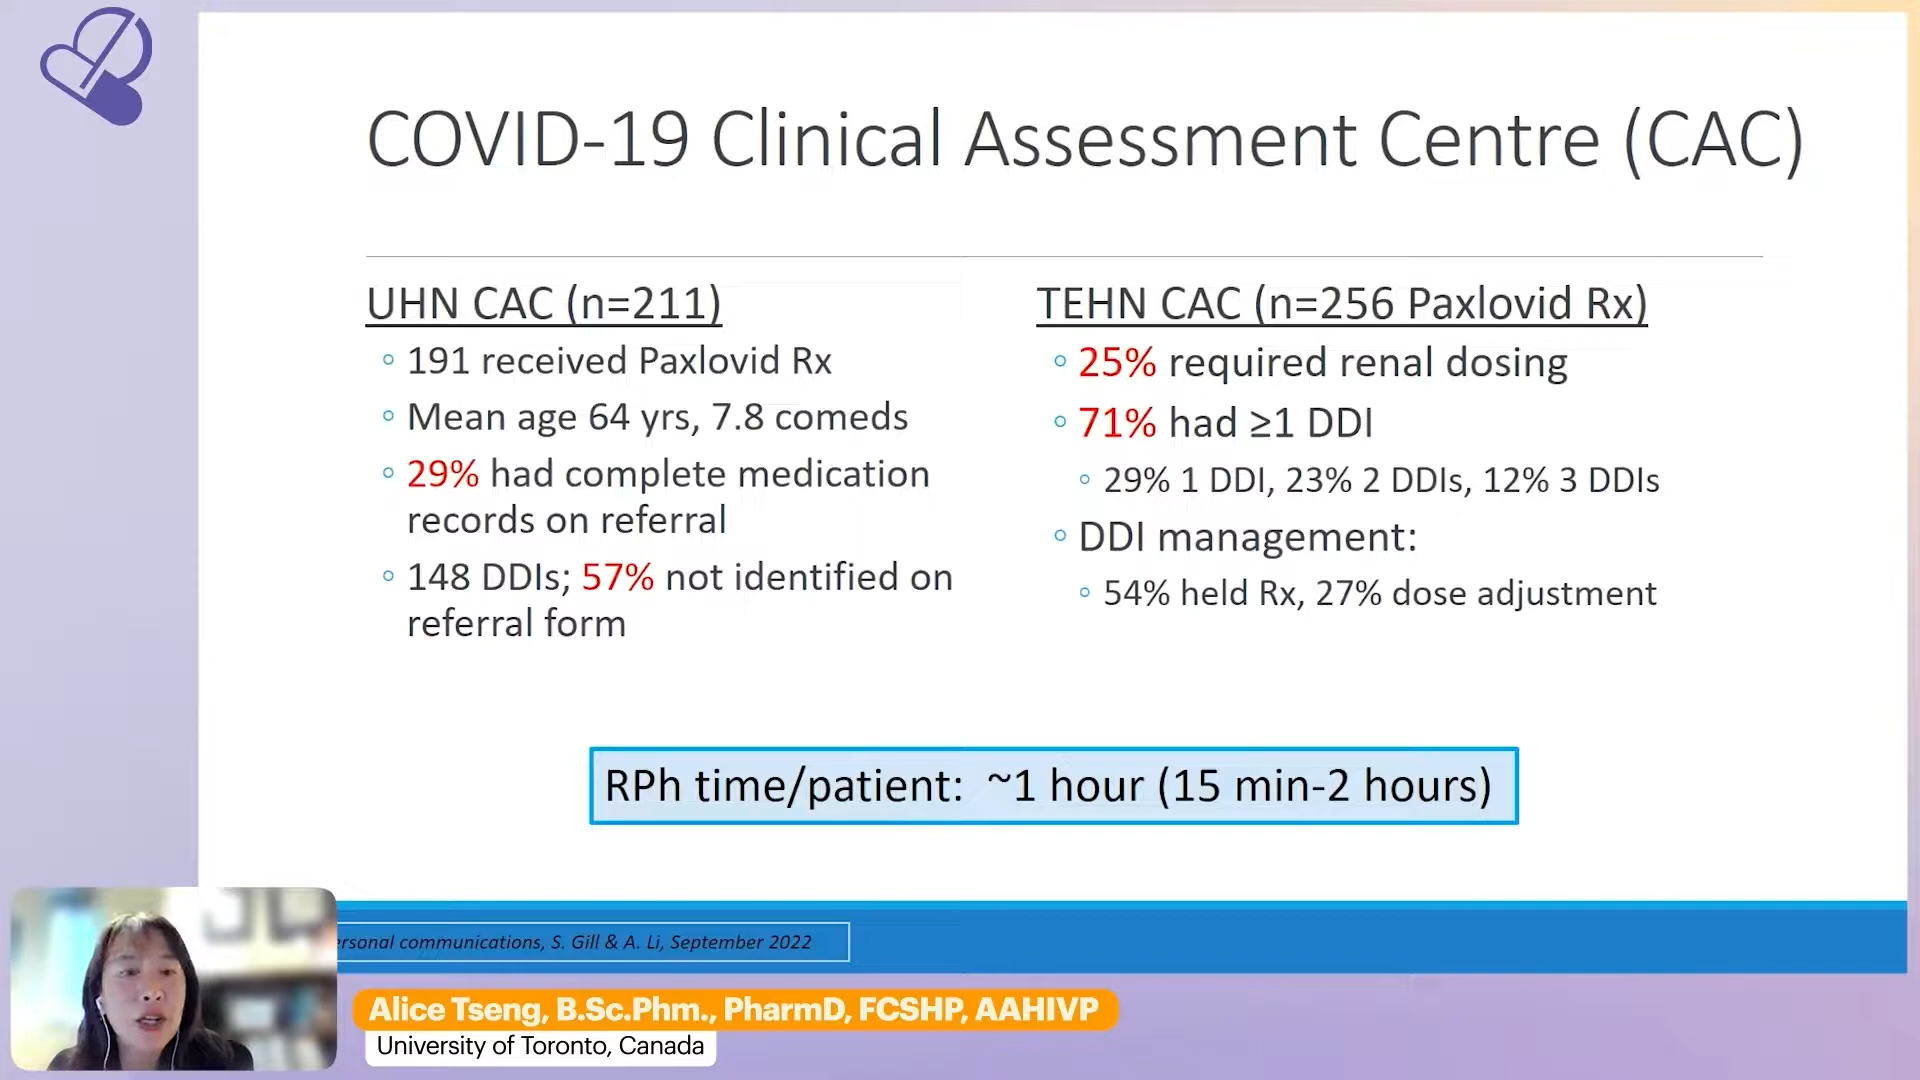 COVID-19 Clinical Assessment Centre (CAC)
UHN CAC (n=211)
191 received Paxlovid Rx
Mean age 64 yrs, 7.8 comeds
29% had complete medication
records on referral
148 DDIs; 57% not identified on
referral form
TEHN CAC (n=256 Paxlovid Rx)
25% required renal dosing
71% had ≥1 DDI
29% 1 DDI, 23% 2 DDIs, 12% 3 DDIs
DDI management:
54% held Rx, 27% dose adjustment
RPh time/patient: ~1 hour (15 min-2 hours)
communications, S. Gill & A. Li, September 2022
Alice Tseng, B.Sc.Phm., PharmD, FCSHP, AAHIVP
University of Toronto, Canada